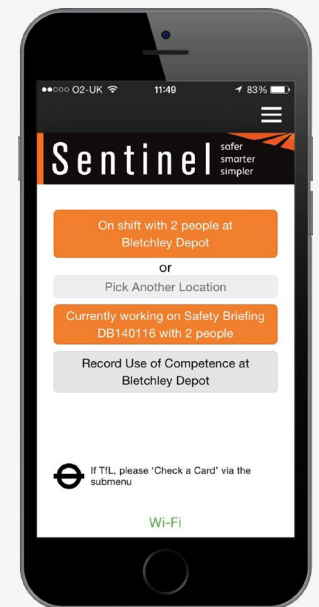 ●●○○○ O2-UK 11:49 83%
Sentinel
safer
smarter
simpler
On shift with 2 people at
Bletchley Depot
or
Pick Another Location
Currently working on Safety Briefing
DB140116 with 2 people
Record Use of Competence at
Bletchley Depot
If TfL, please 'Check a Card' via the
submenu
Wi-Fi